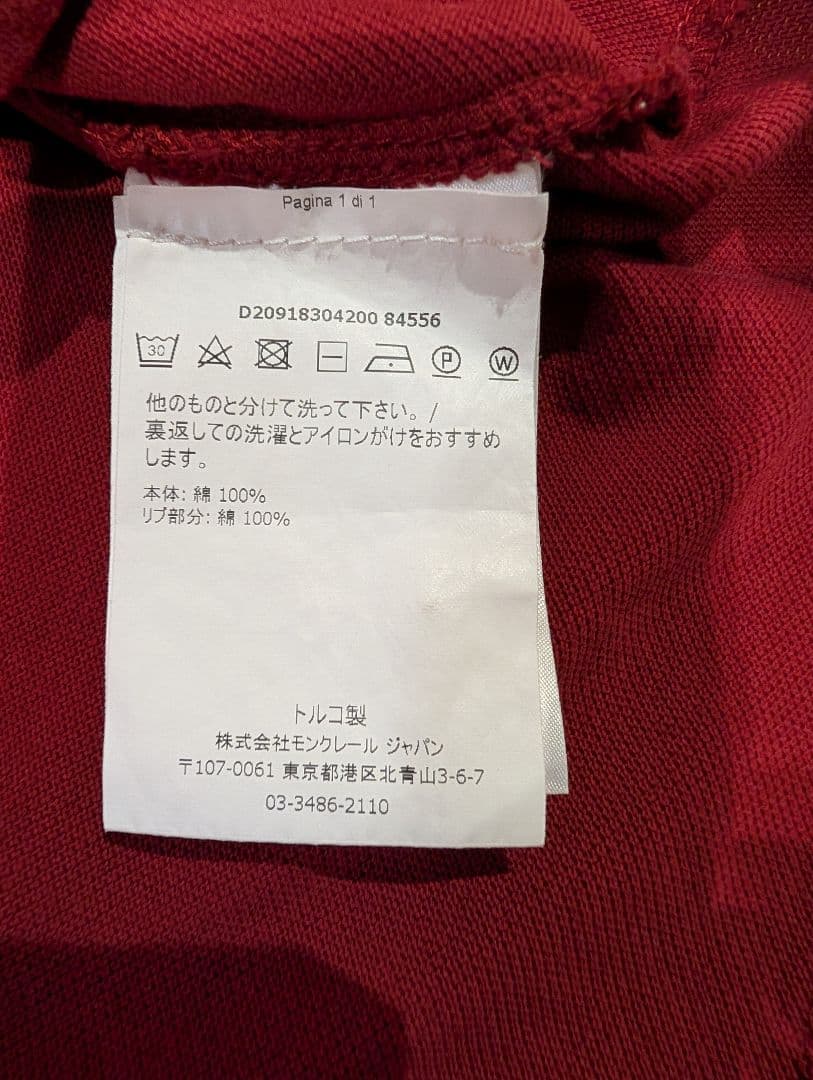 Pagina 1 di 1
D20918304200 84556
30
P
W
他のものと分けて洗って下さい。/
裏返しての洗濯とアイロンがけをおすすめ
します。
本体: 綿 100%
リブ部分: 綿 100%
トルコ製
株式会社モンクレール ジャパン
〒107-0061 東京都港区北青山3-6-7
03-3486-2110